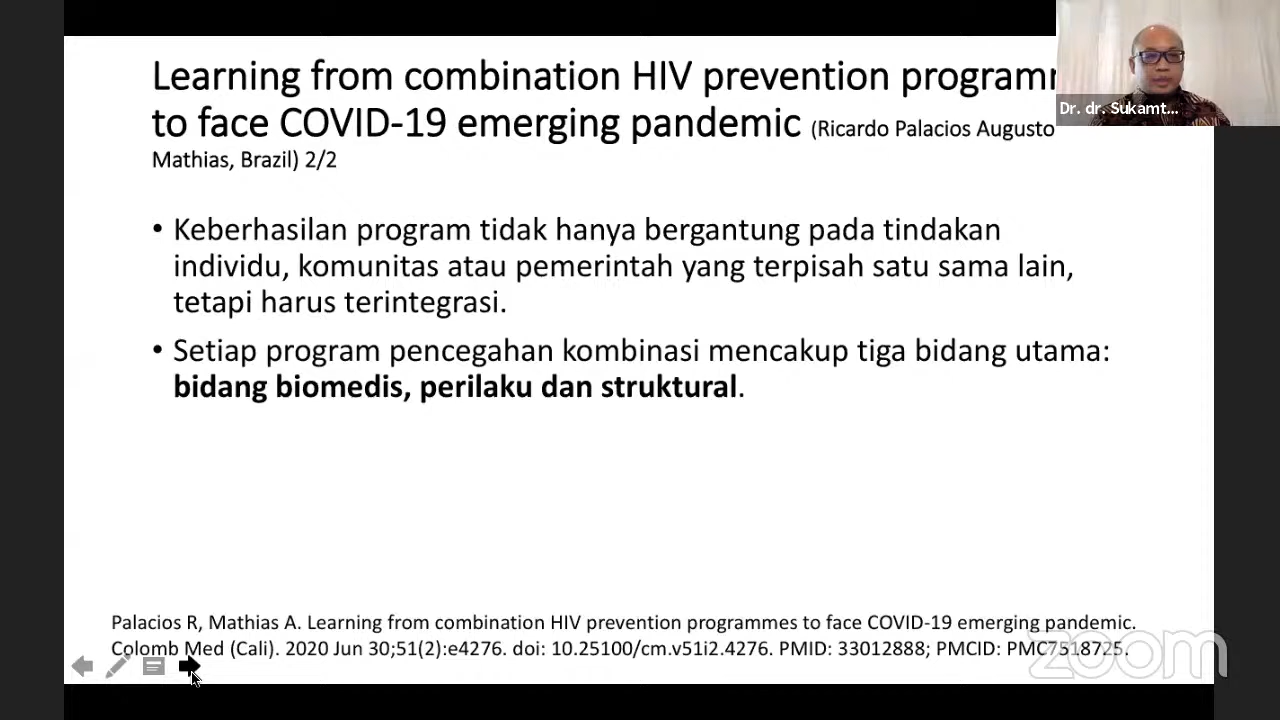 Learning from combination HIV prevention programm
to face COVID-19 emerging pandemic (Ricardo Palacios Augusto
Mathias, Brazil) 2/2
Dr. dr. Sukamt...
• Keberhasilan program tidak hanya bergantung pada tindakan
individu, komunitas atau pemerintah yang terpisah satu sama lain,
tetapi harus terintegrasi.
• Setiap program pencegahan kombinasi mencakup tiga bidang utama:
bidang biomedis, perilaku dan struktural.
Palacios R, Mathias A. Learning from combination HIV prevention programmes to face COVID-19 emerging pandemic.
Colomb Med (Cali). 2020 Jun 30;51(2):e4276. doi: 10.25100/cm.v51i2.4276. PMID: 33012888; PMCID: PMC7518725.
zoom